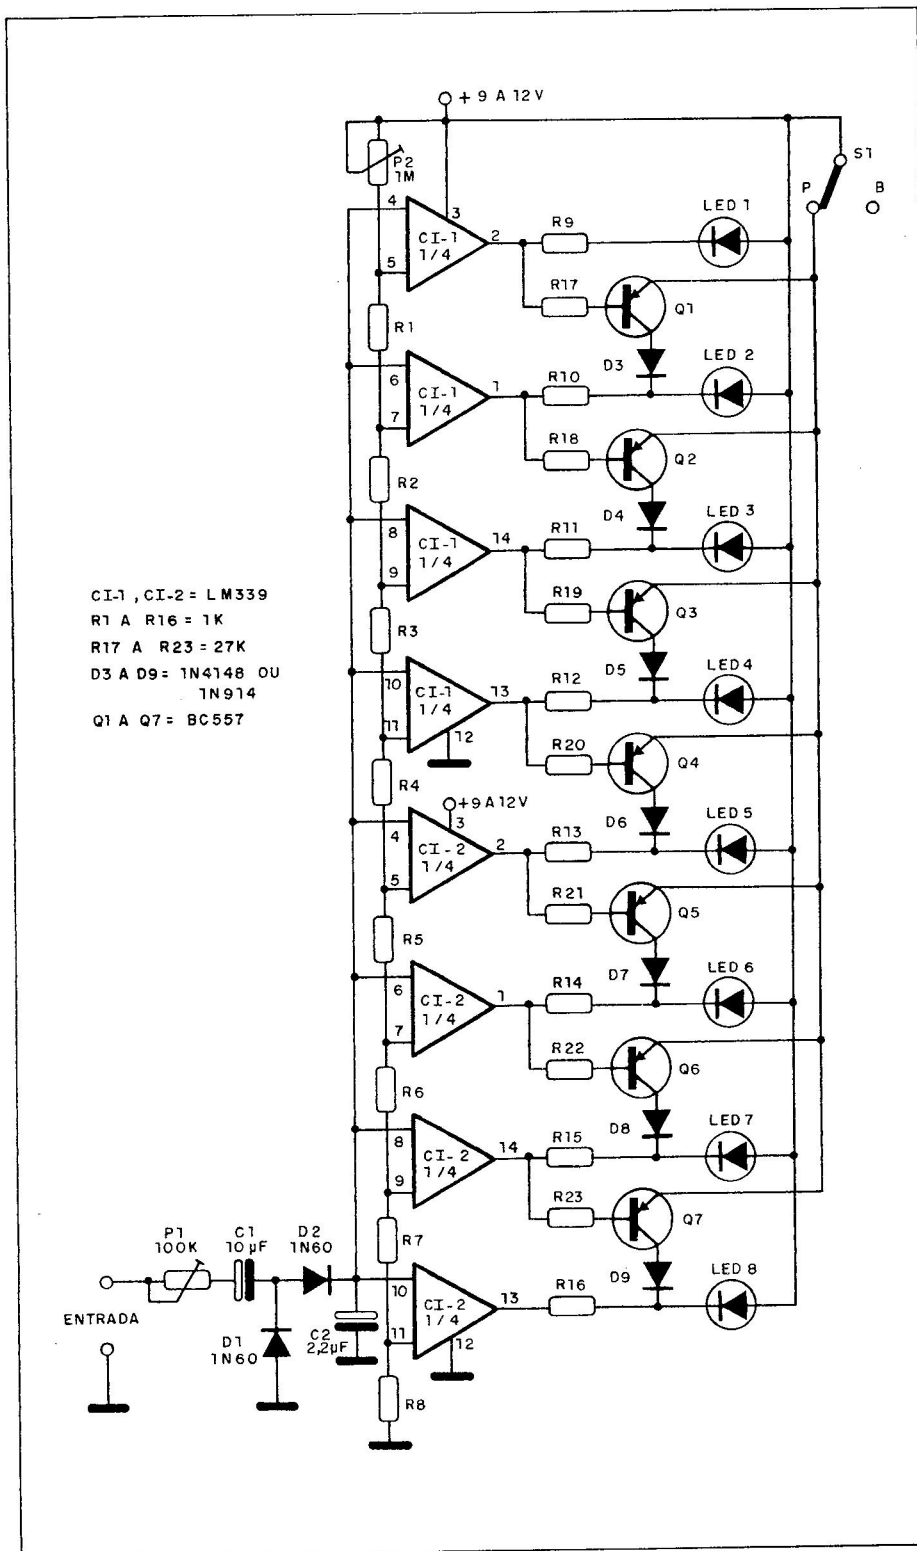 + 9 A 12 V
P2
1M
S1
P
B
4
3
CI-1
1/4
2
5
R9
LED 1
R17
Q1
R1
D3
LED 2
6
CI-1
1/4
1
7
R10
R18
Q2
R2
D4
LED 3
8
CI-1
1/4
14
9
R11
R19
Q3
R3
D5
LED 4
10
CI-1
1/4
13
11
12
R12
R20
Q4
R4
D6
LED 5
CI-1, CI-2 = LM339
R1 A R16 = 1K
R17 A R23 = 27K
D3 A D9 = 1N4148 OU
1N914
Q1 A Q7 = BC557
+9A12V
3
4
CI-2
1/4
2
5
R13
R21
Q5
R5
D7
LED 6
6
CI-2
1/4
1
7
R14
R22
Q6
R6
D8
LED 7
8
CI-2
1/4
14
9
R15
R23
Q7
R7
D9
LED 8
10
CI-2
1/4
13
11
12
R16
R8
P1
100K
C1
10µF
D2
1N60
ENTRADA
D1
1N60
C2
2,2µF